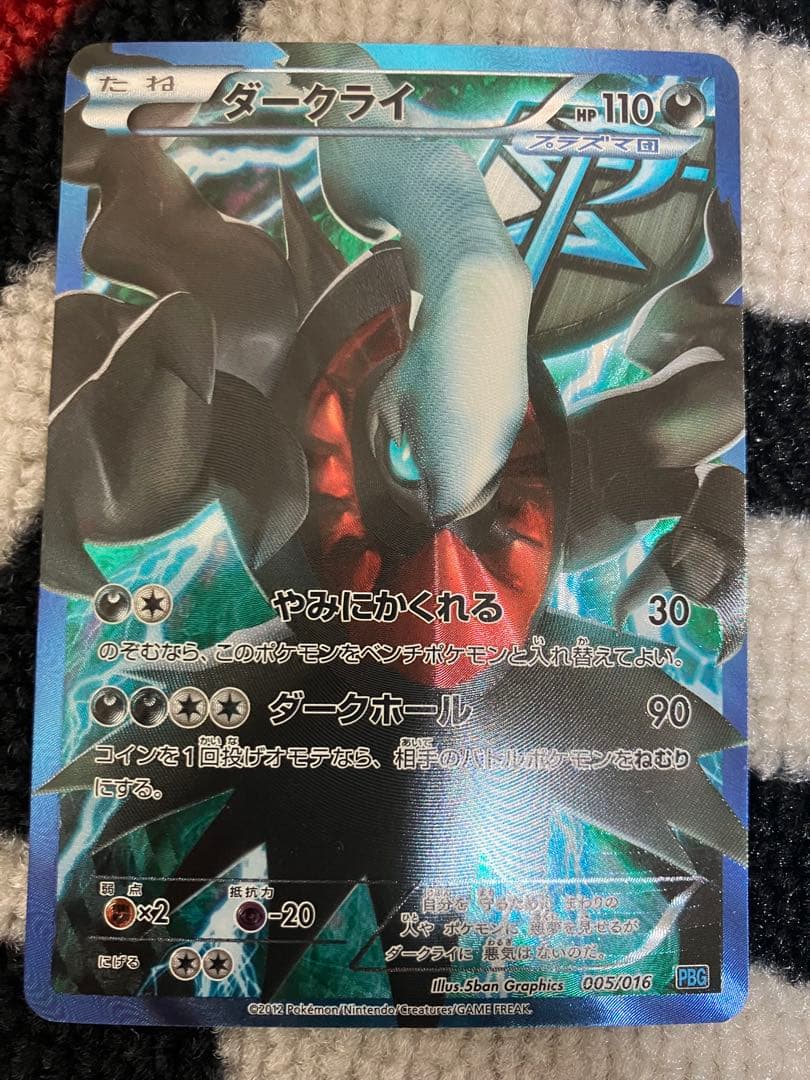 たね ダークライ HP110
プラズマ団
やみにかくれる 30
のぞむなら、このポケモンをベンチポケモンと入れ替えてよい。
ダークホール 90
コインを1回投げオモテなら、相手のバトルポケモンをねむり
にする。
弱点 抵抗力
×2 -20
にげる
自分を 守るため まわりの
人や ポケモンに 悪夢を見せるが
ダークライに 悪気はないのだ。
Illus.5ban Graphics 005/016 PBG
©2012 Pokémon/Nintendo/Creatures/GAME FREAK.